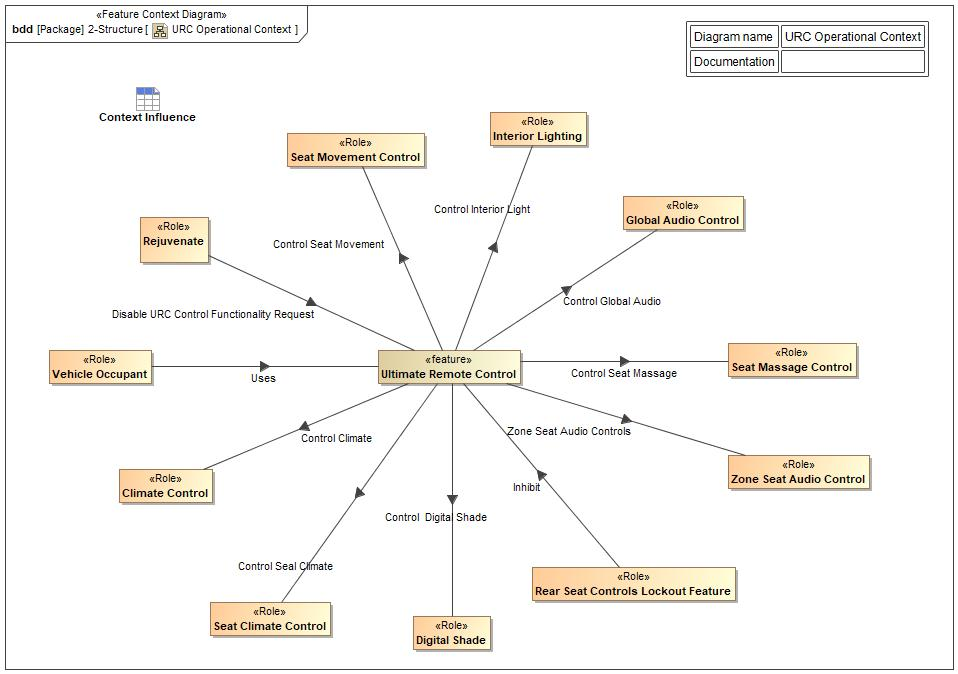 «Feature Context Diagram»
bdd [Package] 2-Structure [ URC Operational Context ]
Diagram name URC Operational Context
Documentation
Context Influence
«Role»
Seat Movement Control
«Role»
Interior Lighting
«Role»
Global Audio Control
«Role»
Rejuvenate
Control Interior Light
Control Seat Movement
Control Global Audio
Disable URC Control Functionality Request
«Role»
Vehicle Occupant
Uses
«feature»
Ultimate Remote Control
Control Seat Massage
«Role»
Seat Massage Control
Control Climate
Zone Seat Audio Controls
«Role»
Climate Control
«Role»
Zone Seat Audio Control
Inhibit
Control  Digital Shade
Control Seal Climate
«Role»
Rear Seat Controls Lockout Feature
«Role»
Seat Climate Control
«Role»
Digital Shade